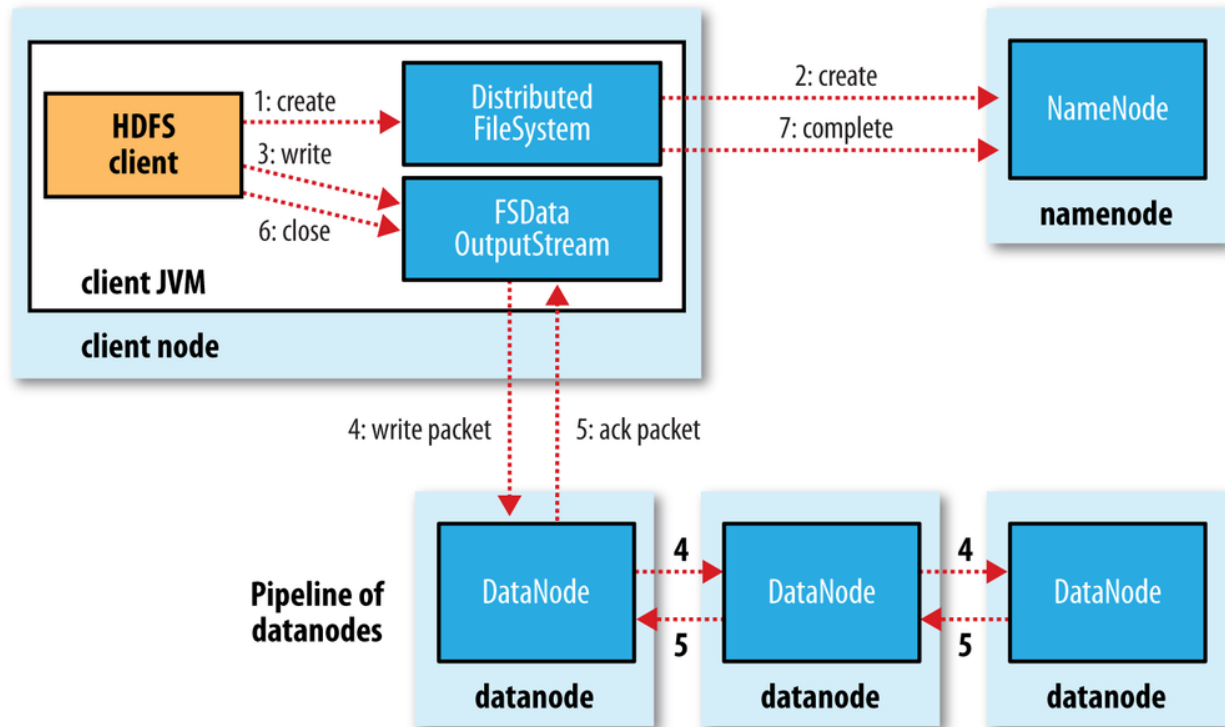 1: create
2: create
7: complete
HDFS
client
Distributed
FileSystem
NameNode
3: write
6: close
FSData
OutputStream
namenode
client JVM
client node
4: write packet
5: ack packet
Pipeline of
datanodes
DataNode
4
5
DataNode
4
5
DataNode
datanode
datanode
datanode